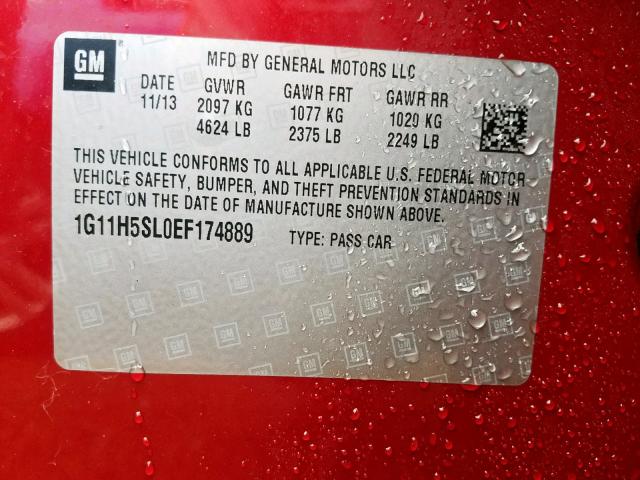 GM
MFD BY GENERAL MOTORS LLC
DATE GVWR GAWR FRT GAWR RR
11/13 2097 KG 1077 KG 1020 KG
4624 LB 2375 LB 2249 LB
THIS VEHICLE CONFORMS TO ALL APPLICABLE U.S. FEDERAL MOTOR
VEHICLE SAFETY, BUMPER, AND THEFT PREVENTION STANDARDS IN
EFFECT ON THE DATE OF MANUFACTURE SHOWN ABOVE.
1G11H5SL0EF174889 TYPE: PASS CAR